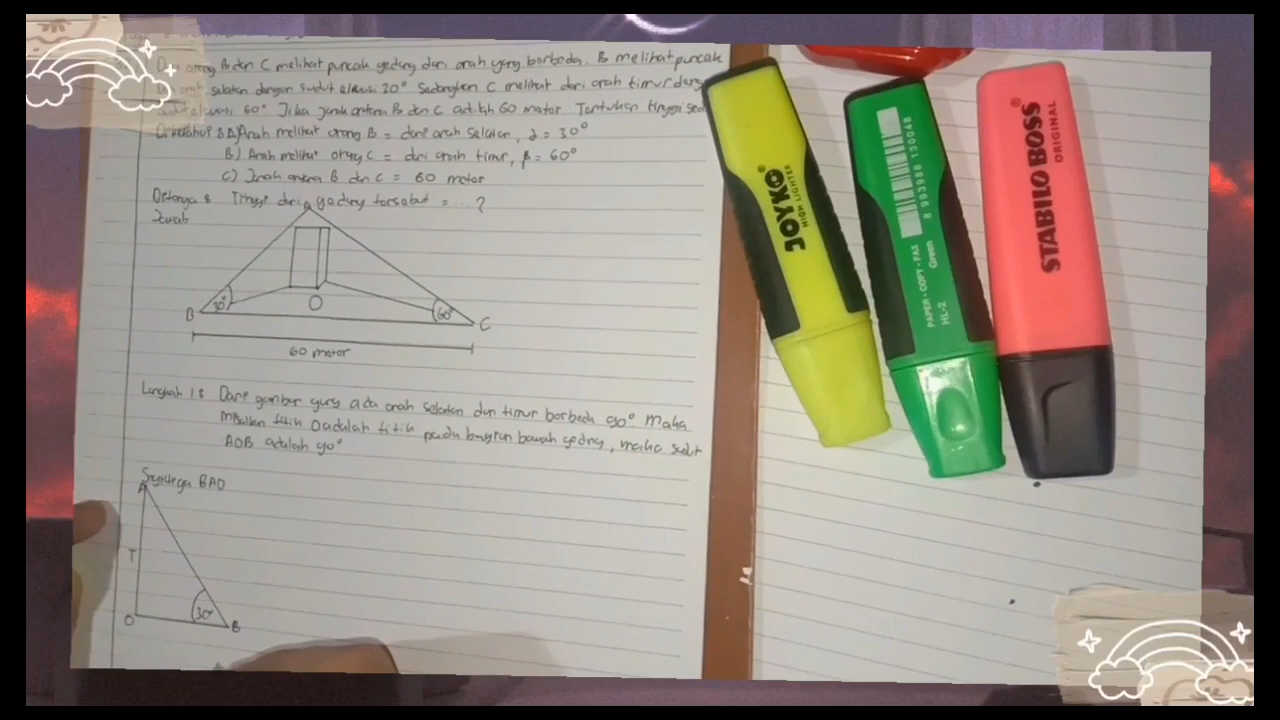 orang B dan C melihat puncak gedung dari arah yang berbeda. B melihat puncak
selatan dengan sudut elevasi 30° Sedangkan C melihat dari arah timur deng
elevasi 60° Jika jarak antara B dan C adalah 60 meter. Tentukan tinggi
Diketahui : A) Arah melihat orang B = dari arah Selatan, 2 = 30°
B) Arah melihat orang C = dari arah timur, β = 60°
C) Jarak antara B dan C = 60 meter
Ditanya : Tinggi dari gedung tersebut = .... ?
Jawab
A
30°
O
60°
B
C
60 meter
Langkah 1 : Dari gambar yang ada arah selatan dan timur berbeda 90° Maka
Misalkan titik O adalah titik pada bagian bawah gedung, maka sudut
AOB adalah 90°
Segitiga BAO
A
T
30°
O
B
JOYKO
HIGH LIGHTER
8 993988 130048
PAPER • COPY • FAX
Green
HL-2
STABILO BOSS
®
ORIGINAL